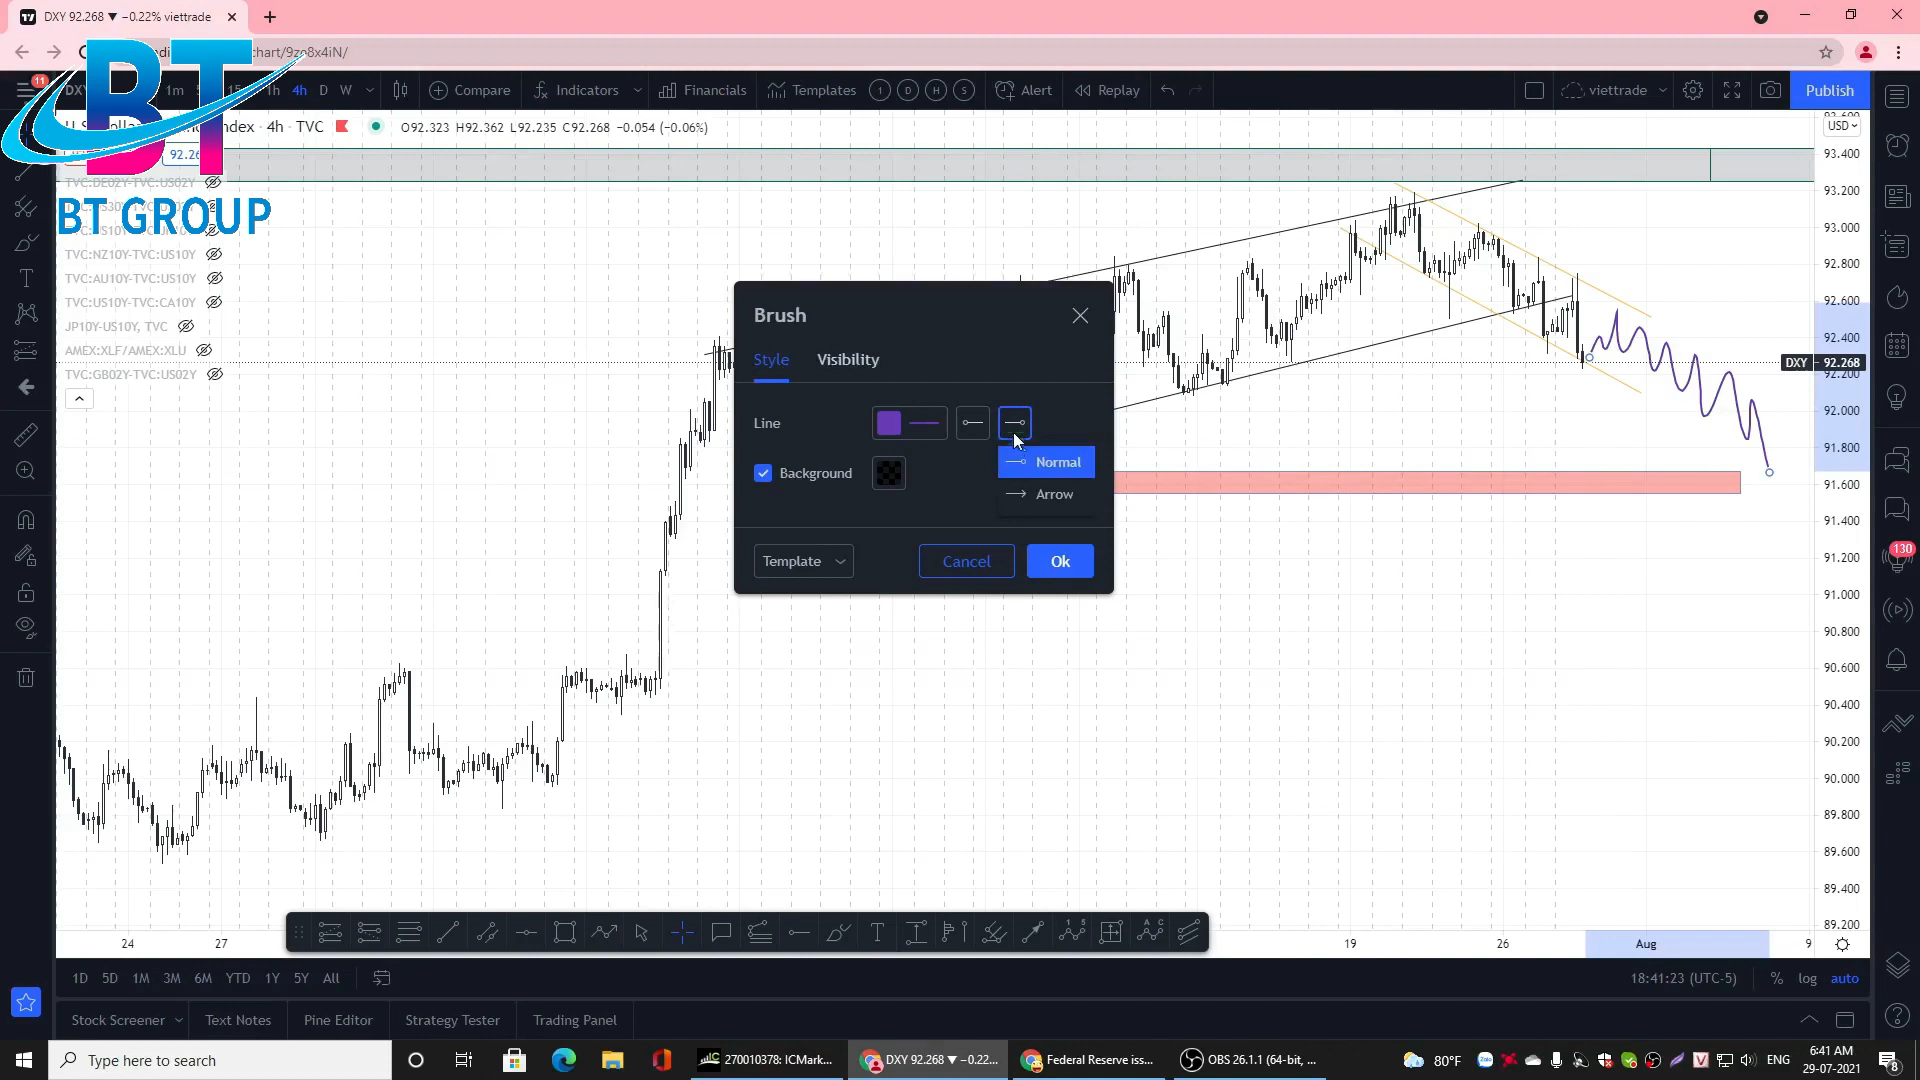 DXY 92.268 ▼ −0.22% viettrade
chart/9zo8x4iN/
11
1m
1h
4h
D
W
Compare
Indicators
Financials
Templates
1
D
H
S
Alert
Replay
viettrade
Publish
4h · TVC
O92.323 H92.362 L92.235 C92.268 −0.054 (−0.06%)
USD
BT
BT GROUP
TVC:DE02Y-TVC:US02Y
TVC:NZ10Y-TVC:US10Y
TVC:AU10Y-TVC:US10Y
TVC:US10Y-TVC:CA10Y
JP10Y-US10Y, TVC
AMEX:XLF/AMEX:XLU
TVC:GB02Y-TVC:US02Y
93.400
93.200
93.000
92.800
92.600
92.400
DXY 92.268
92.200
92.000
91.800
91.600
91.400
91.200
91.000
90.800
90.600
90.400
90.200
90.000
89.800
89.600
89.400
89.200
Brush
Style
Visibility
Line
Normal
Background
Arrow
Template
Cancel
Ok
130
24
27
19
26
Aug
9
1D
5D
1M
3M
6M
YTD
1Y
5Y
All
18:41:23 (UTC-5)
%
log
auto
Stock Screener
Text Notes
Pine Editor
Strategy Tester
Trading Panel
Type here to search
270010378: ICMark...
DXY 92.268 ▼ −0.22...
Federal Reserve iss...
OBS 26.1.1 (64-bit, ...
80°F
ENG
6:41 AM
29-07-2021
8